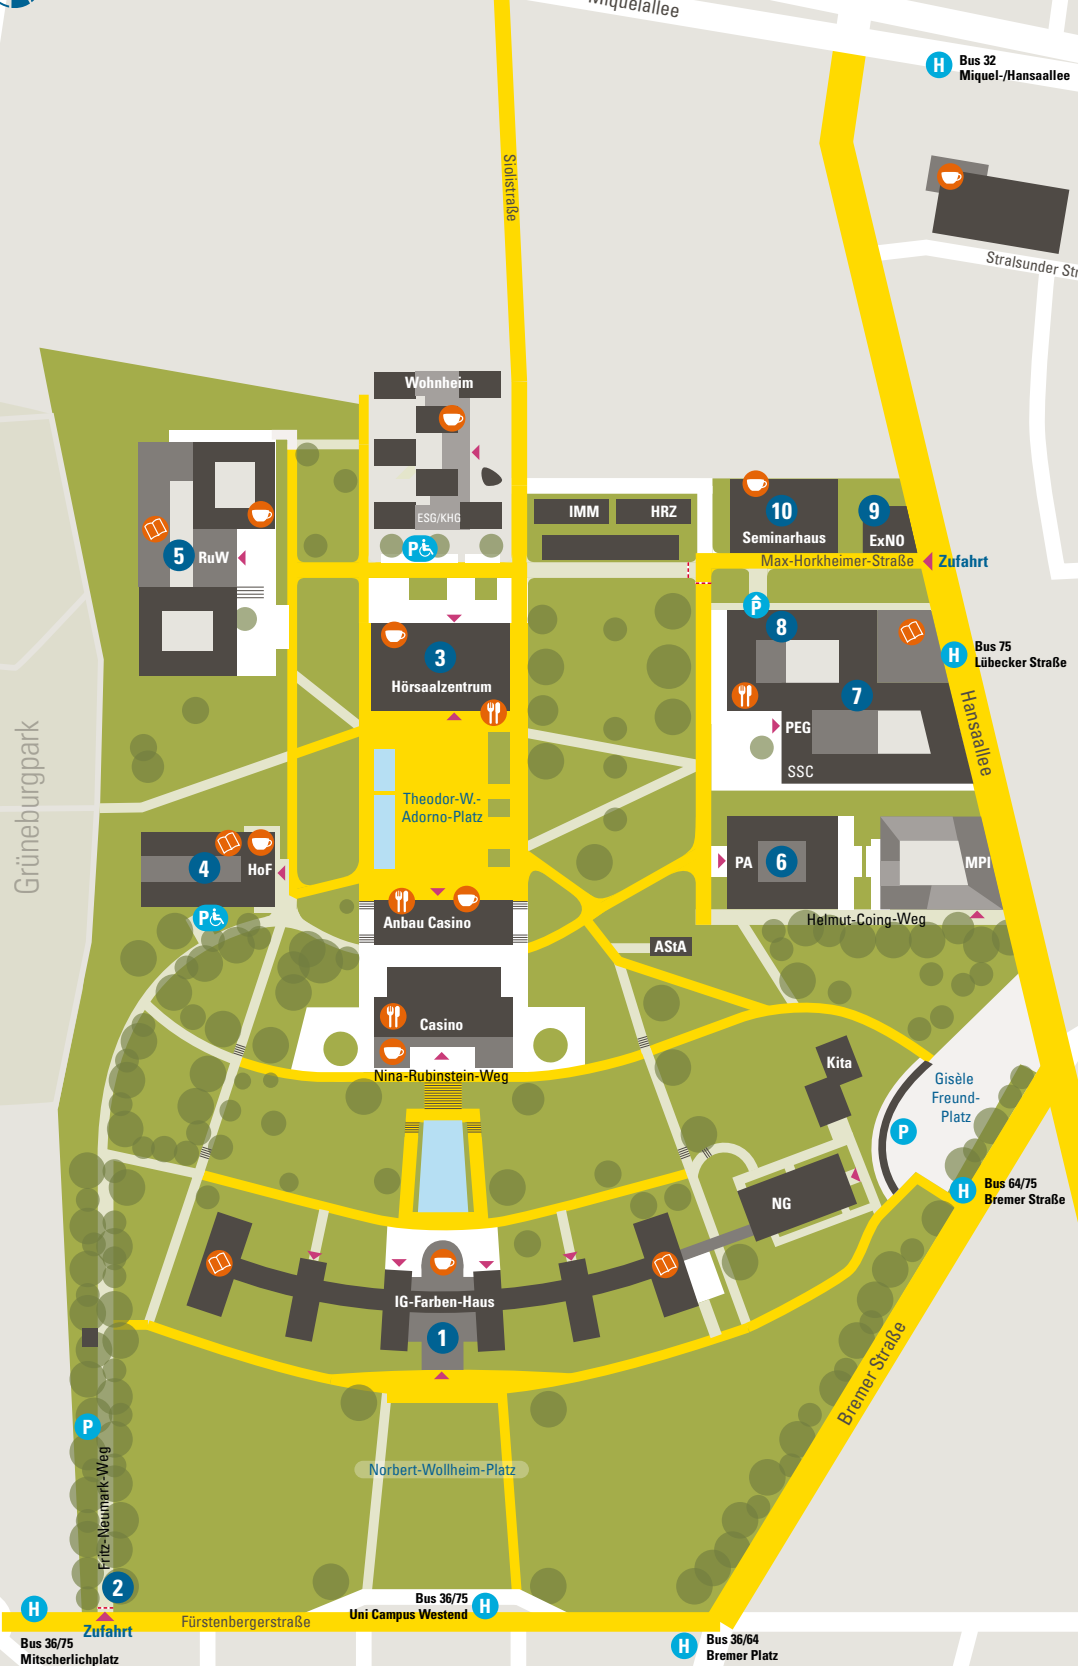 Miquelallee
H
Bus 32
Miquel-/Hansaallee
Siolistraße
Stralsunder Str
Wohnheim
ESG/KHG
P
IMM
HRZ
10
Seminarhaus
9
ExNO
Max-Horkheimer-Straße
Zufahrt
5
RuW
3
Hörsaalzentrum
P
8
7
PEG
SSC
H
Bus 75
Lübecker Straße
Hansaallee
Grüneburgpark
Theodor-W.-
Adorno-Platz
4
HoF
P
PA
6
MPI
Helmut-Coing-Weg
Anbau Casino
AStA
Casino
Nina-Rubinstein-Weg
Kita
Gisèle
Freund-
Platz
P
NG
H
Bus 64/75
Bremer Straße
IG-Farben-Haus
1
Bremer Straße
P
Norbert-Wollheim-Platz
Fritz-Neumark-Weg
2
H
Zufahrt
Bus 36/75
Mitscherlichplatz
Fürstenbergerstraße
Bus 36/75
Uni Campus Westend
H
H
Bus 36/64
Bremer Platz